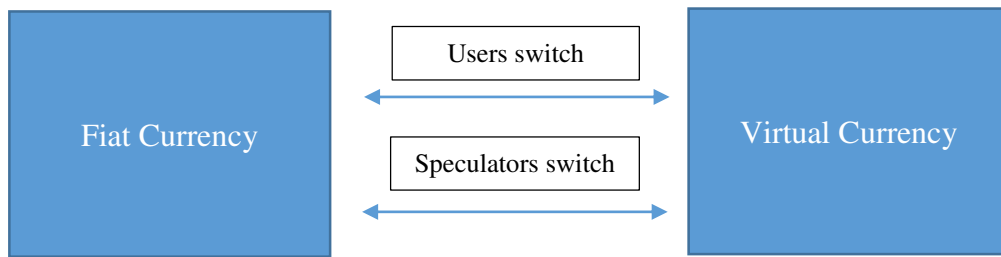 Users switch
Fiat Currency
Virtual Currency
Speculators switch